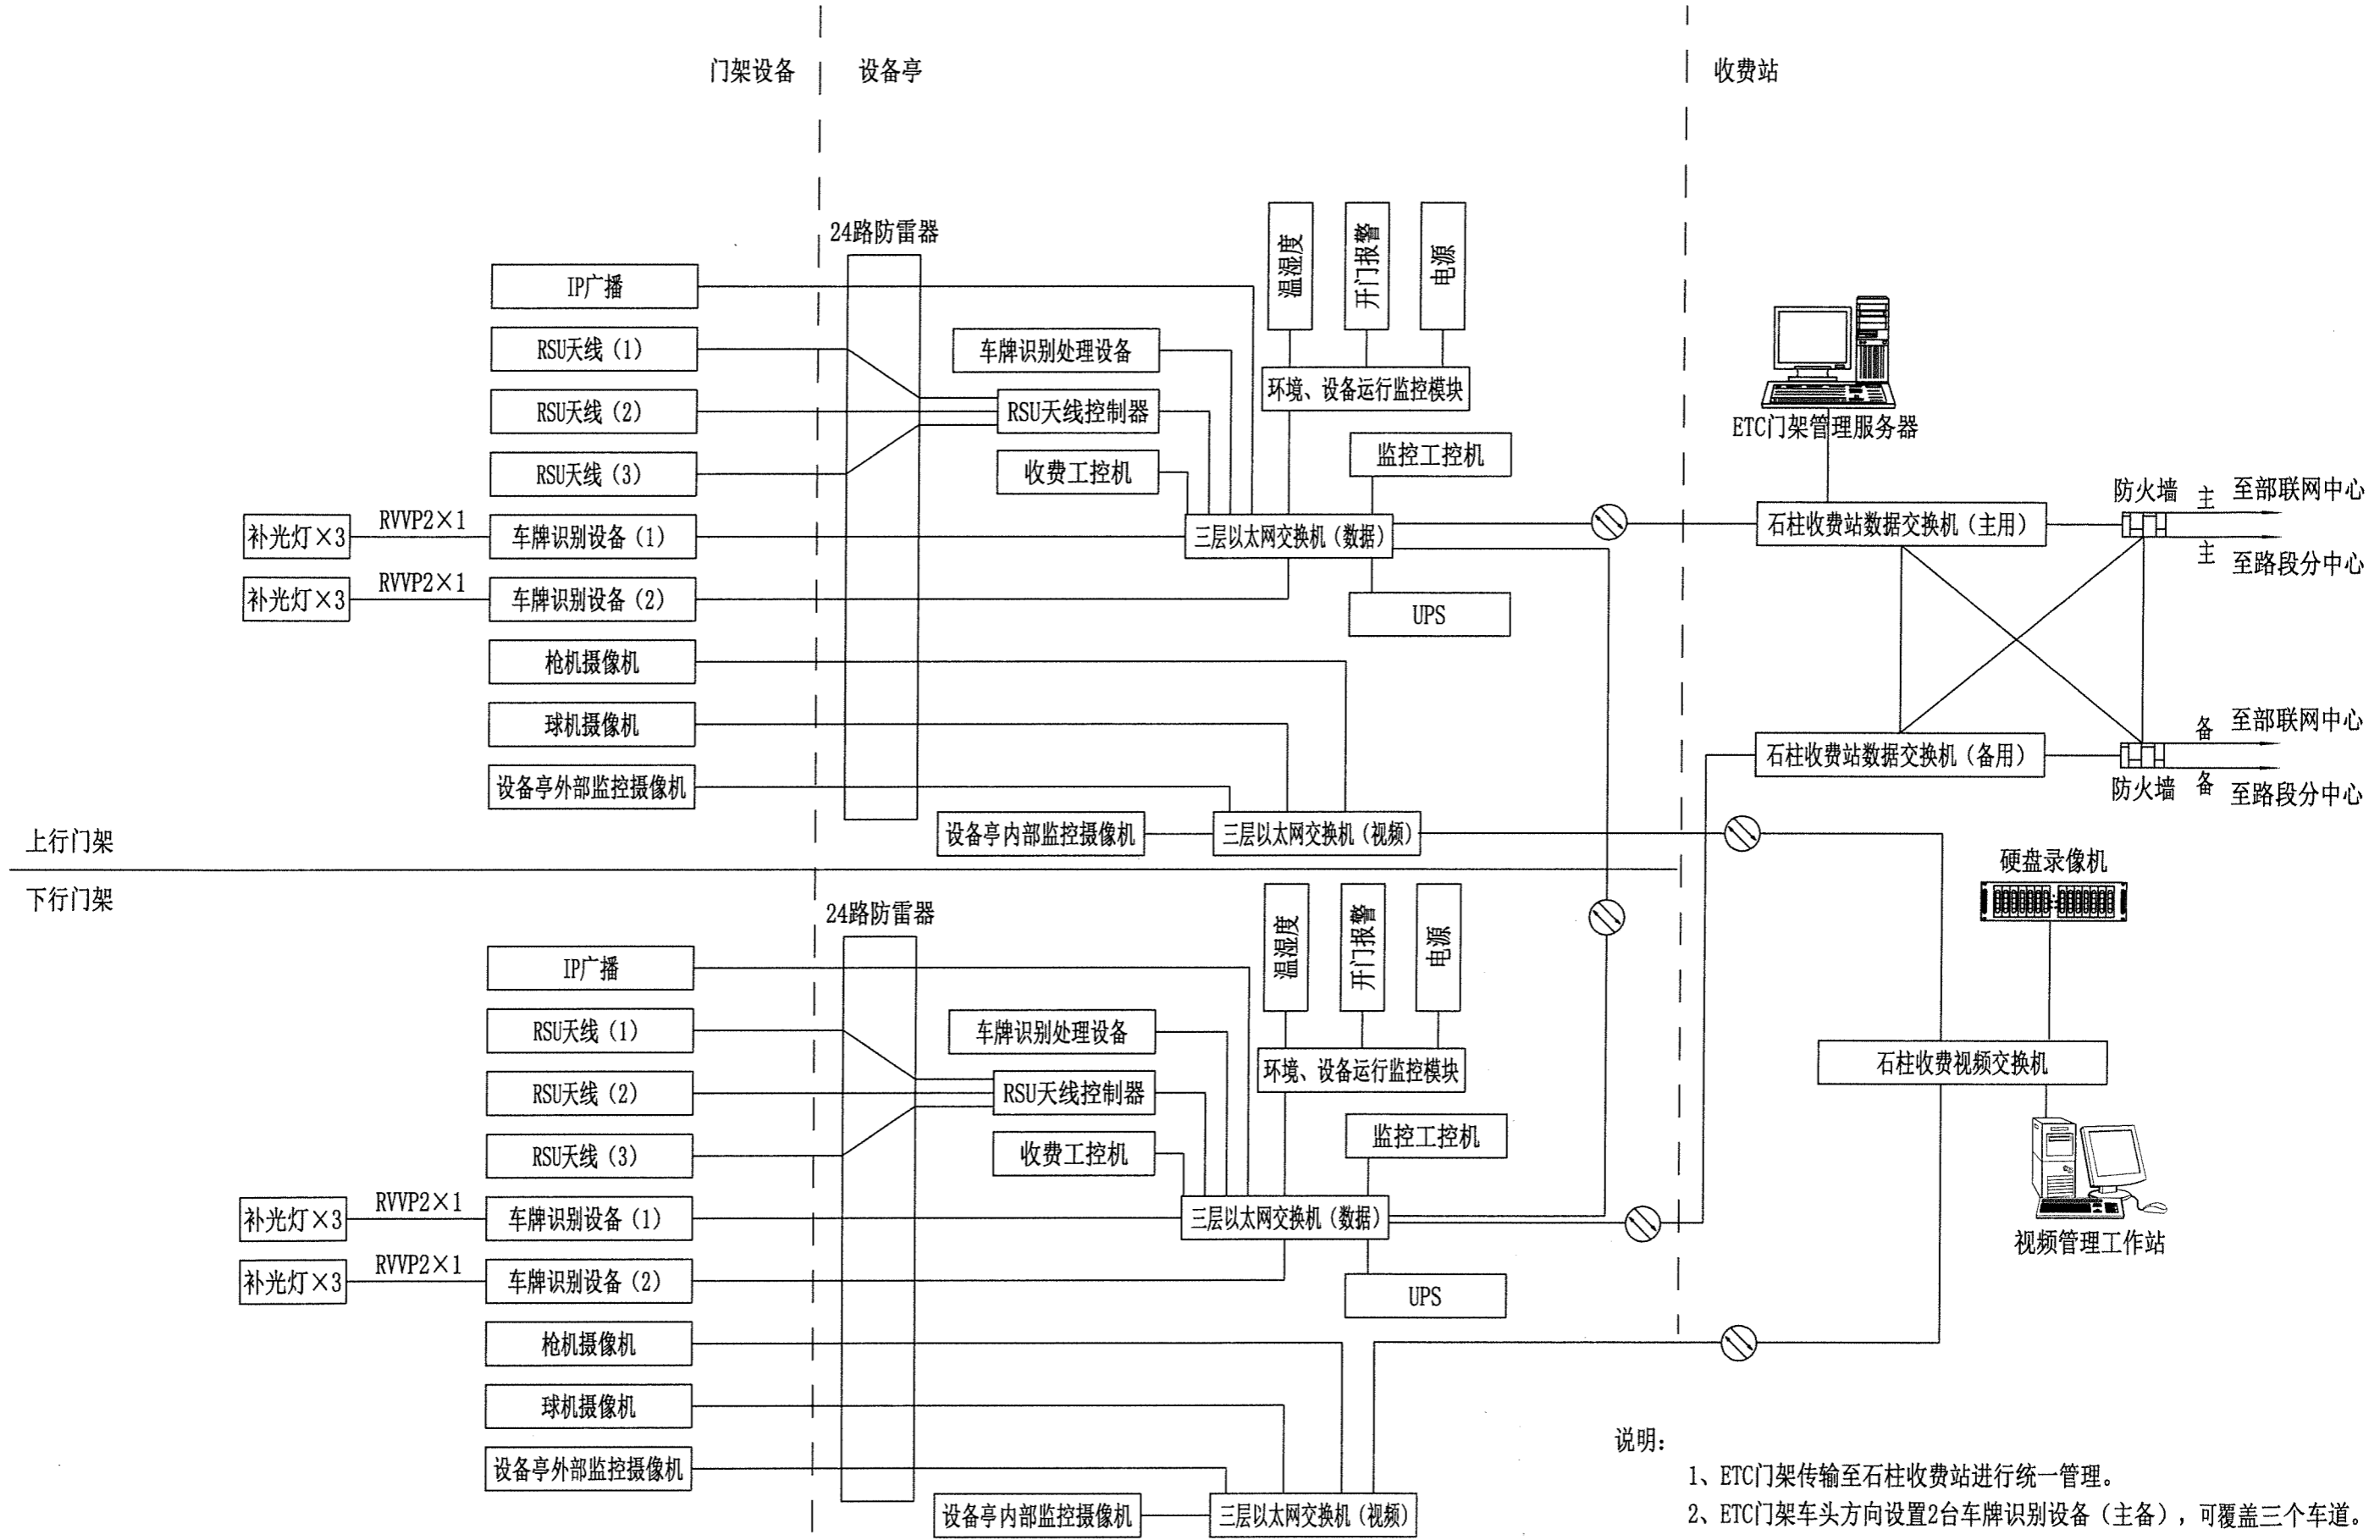 门架设备
设备亭
收费站
24路防雷器
温湿度
开门报警
电源
IP广播
RSU天线（1）
车牌识别处理设备
环境、设备运行监控模块
RSU天线（2）
RSU天线控制器
ETC门架管理服务器
RSU天线（3）
收费工控机
监控工控机
补光灯×3
RVVP2×1
车牌识别设备（1）
三层以太网交换机（数据）
石柱收费站数据交换机（主用）
防火墙
主
至部联网中心
主
至路段分中心
补光灯×3
RVVP2×1
车牌识别设备（2）
UPS
枪机摄像机
球机摄像机
石柱收费站数据交换机（备用）
备
至部联网中心
防火墙
备
至路段分中心
设备亭外部监控摄像机
设备亭内部监控摄像机
三层以太网交换机（视频）
上行门架
下行门架
硬盘录像机
24路防雷器
温湿度
开门报警
电源
IP广播
RSU天线（1）
车牌识别处理设备
环境、设备运行监控模块
石柱收费视频交换机
RSU天线（2）
RSU天线控制器
RSU天线（3）
收费工控机
监控工控机
补光灯×3
RVVP2×1
车牌识别设备（1）
三层以太网交换机（数据）
视频管理工作站
补光灯×3
RVVP2×1
车牌识别设备（2）
UPS
枪机摄像机
球机摄像机
设备亭外部监控摄像机
设备亭内部监控摄像机
三层以太网交换机（视频）
说明：
1、ETC门架传输至石柱收费站进行统一管理。
2、ETC门架车头方向设置2台车牌识别设备（主备），可覆盖三个车道。